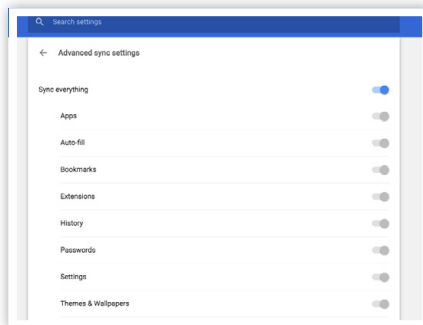 Search settings
Advanced sync settings
Sync everything
Apps
Auto-fill
Bookmarks
Extensions
History
Passwords
Settings
Themes & Wallpapers